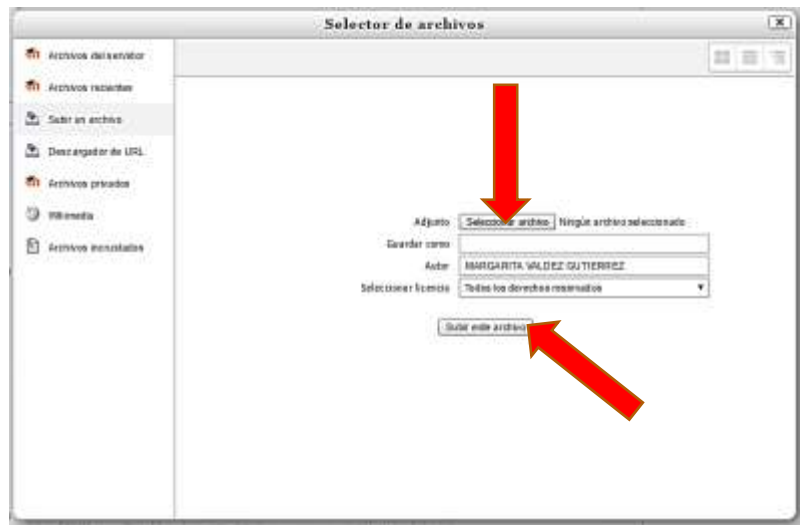 Selector de archivos
Archivos del servidor
Archivos recientes
Subir un archivo
Descargador de URL
Archivos privados
Wikimedia
Archivos incrustados
Adjunto Seleccionar archivo Ningún archivo seleccionado
Guardar como
Autor MARGARITA VALDEZ GUTIERREZ
Seleccionar licencia Todos los derechos reservados
Subir este archivo